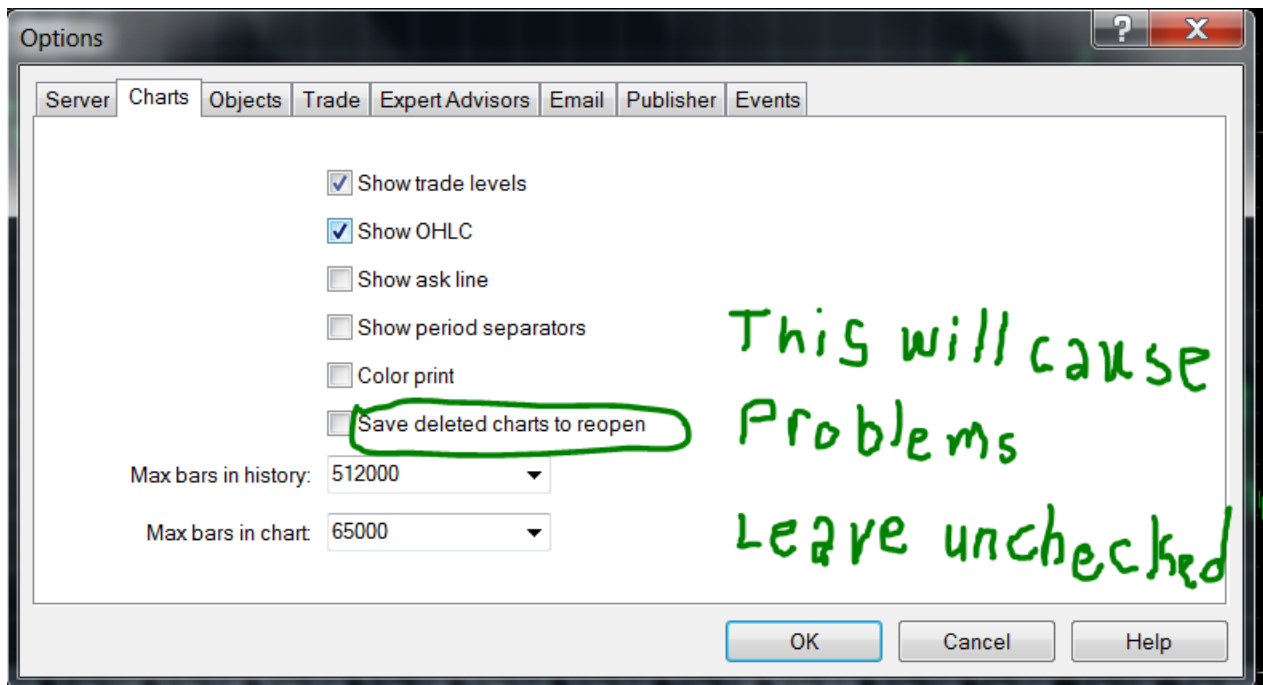 Options
Server Charts Objects Trade Expert Advisors Email Publisher Events
Show trade levels
Show OHLC
Show ask line
Show period separators
Color print
Save deleted charts to reopen
Max bars in history: 512000
Max bars in chart: 65000
This will cause
Problems
Leave unchecked
OK Cancel Help